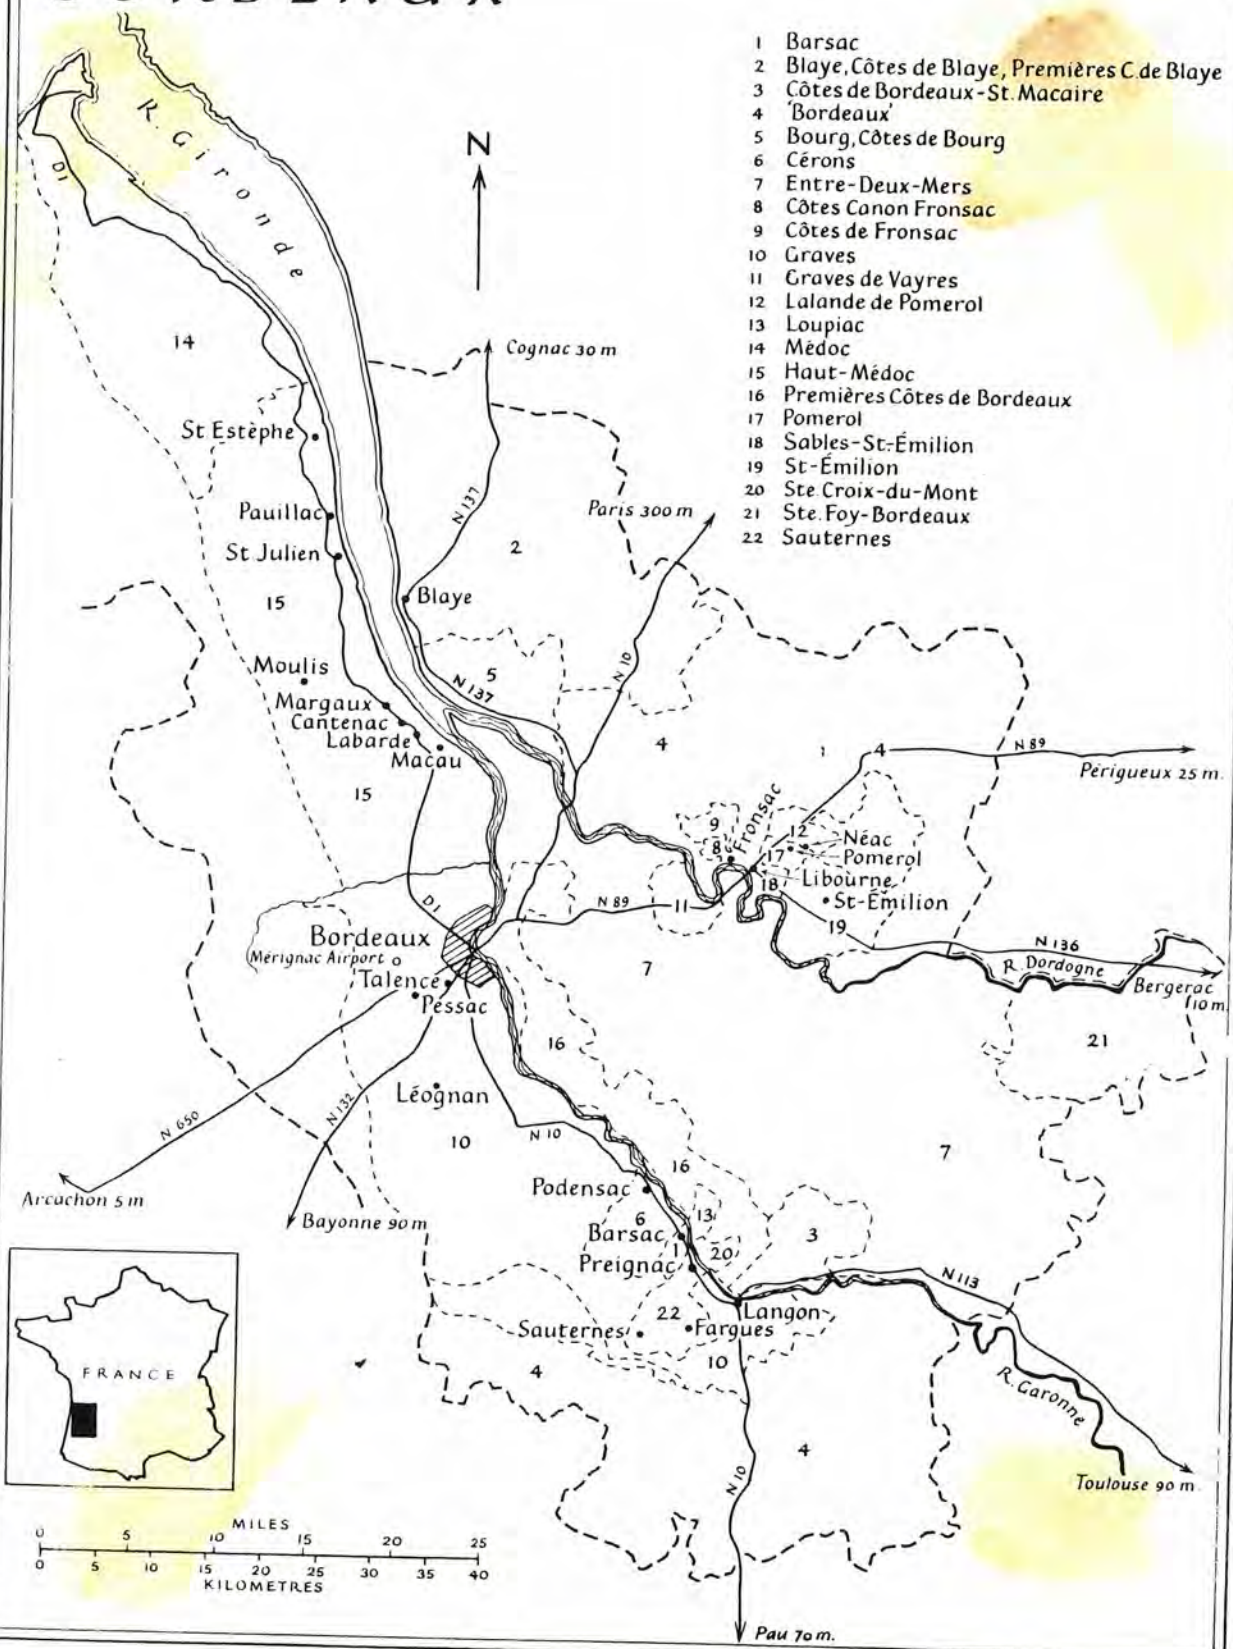 BORDEAUX
1 Barsac
2 Blaye, Côtes de Blaye, Premières C. de Blaye
3 Côtes de Bordeaux-St. Macaire
4 'Bordeaux'
5 Bourg, Côtes de Bourg
6 Cérons
7 Entre-Deux-Mers
8 Côtes Canon Fronsac
9 Côtes de Fronsac
10 Graves
11 Graves de Vayres
12 Lalande de Pomerol
13 Loupiac
14 Médoc
15 Haut-Médoc
16 Premières Côtes de Bordeaux
17 Pomerol
18 Sables-St-Émilion
19 St-Émilion
20 Ste. Croix-du-Mont
21 Ste. Foy-Bordeaux
22 Sauternes
R. Gironde
N
D1
14
Cognac 30 m
St Estèphe
N 137
Paris 300 m
Pauillac
St. Julien
2
15
Blaye
Moulis
5
N 137
N 10
Margaux
Cantenac
Labarde
Macau
4
1
4
N 89
Périgueux 25 m.
15
9
8
Fronsac
12
Néac
17
Pomerol
Libourne
18
St-Émilion
D1
N 89
11
19
Bordeaux
Mérignac Airport
7
N 136
R. Dordogne
Bergerac
10 m.
Talence
Pessac
16
21
Léognan
N 650
N 132
10
N 10
7
16
Arcachon 5 m
Podensac
Bayonne 90 m
6
13
Barsac
3
1
20
Preignac
N 113
22
Langon
Sauternes
Fargues
10
4
FRANCE
R. Garonne
4
N 10
Toulouse 90 m.
MILES
0 5 10 15 20 25
0 5 10 15 20 25 30 35 40
KILOMETRES
Pau 70 m.